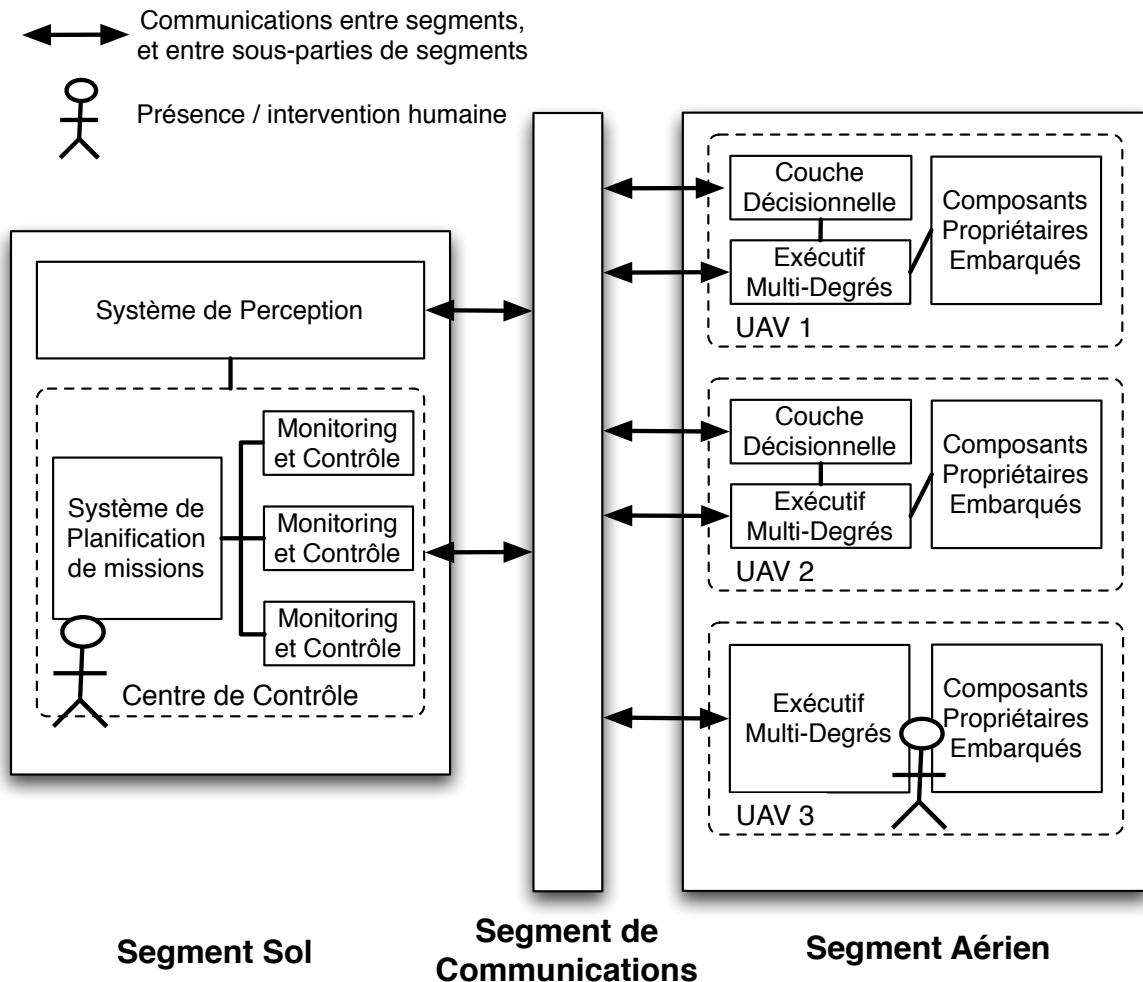 Communications entre segments,
et entre sous-parties de segments
Présence / intervention humaine
Système de Perception
Système de
Planification
de missions
Monitoring
et Contrôle
Monitoring
et Contrôle
Monitoring
et Contrôle
Centre de Contrôle
Couche
Décisionnelle
Exécutif
Multi-Degrés
Composants
Propriétaires
Embarqués
UAV 1
Couche
Décisionnelle
Exécutif
Multi-Degrés
Composants
Propriétaires
Embarqués
UAV 2
Exécutif
Multi-Degrés
Composants
Propriétaires
Embarqués
UAV 3
Segment Sol
Segment de
Communications
Segment Aérien